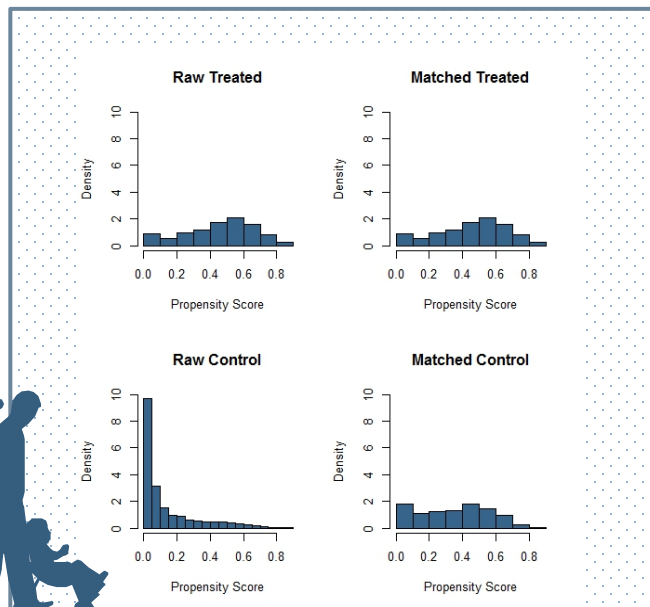 Raw Treated
Density
0 2 4 6 8 10
0.0 0.2 0.4 0.6 0.8
Propensity Score
Matched Treated
Density
0 2 4 6 8 10
0.0 0.2 0.4 0.6 0.8
Propensity Score
Raw Control
Density
0 2 4 6 8 10
0.0 0.2 0.4 0.6 0.8
Propensity Score
Matched Control
Density
0 2 4 6 8 10
0.0 0.2 0.4 0.6 0.8
Propensity Score